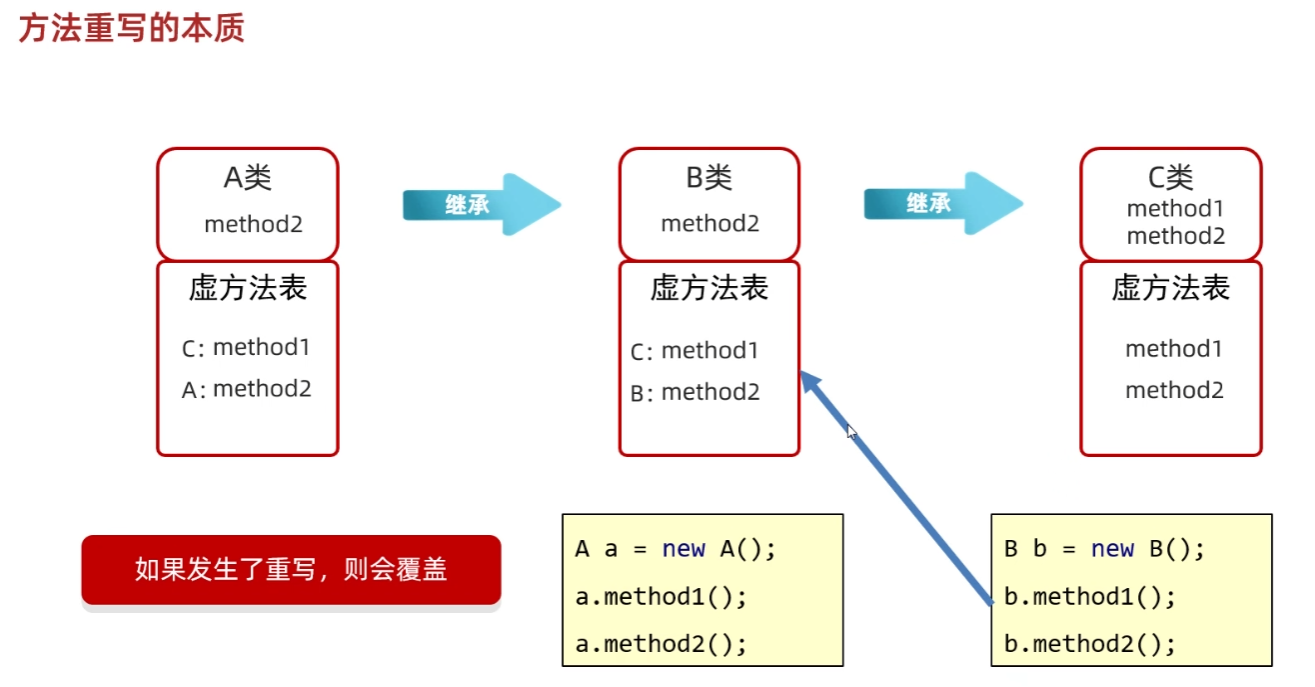 方法重写的本质
A类
method2
虚方法表
C: method1
A: method2
继承
B类
method2
虚方法表
C: method1
B: method2
继承
C类
method1
method2
虚方法表
method1
method2
如果发生了重写，则会覆盖
A a = new A();
a.method1();
a.method2();
B b = new B();
b.method1();
b.method2();